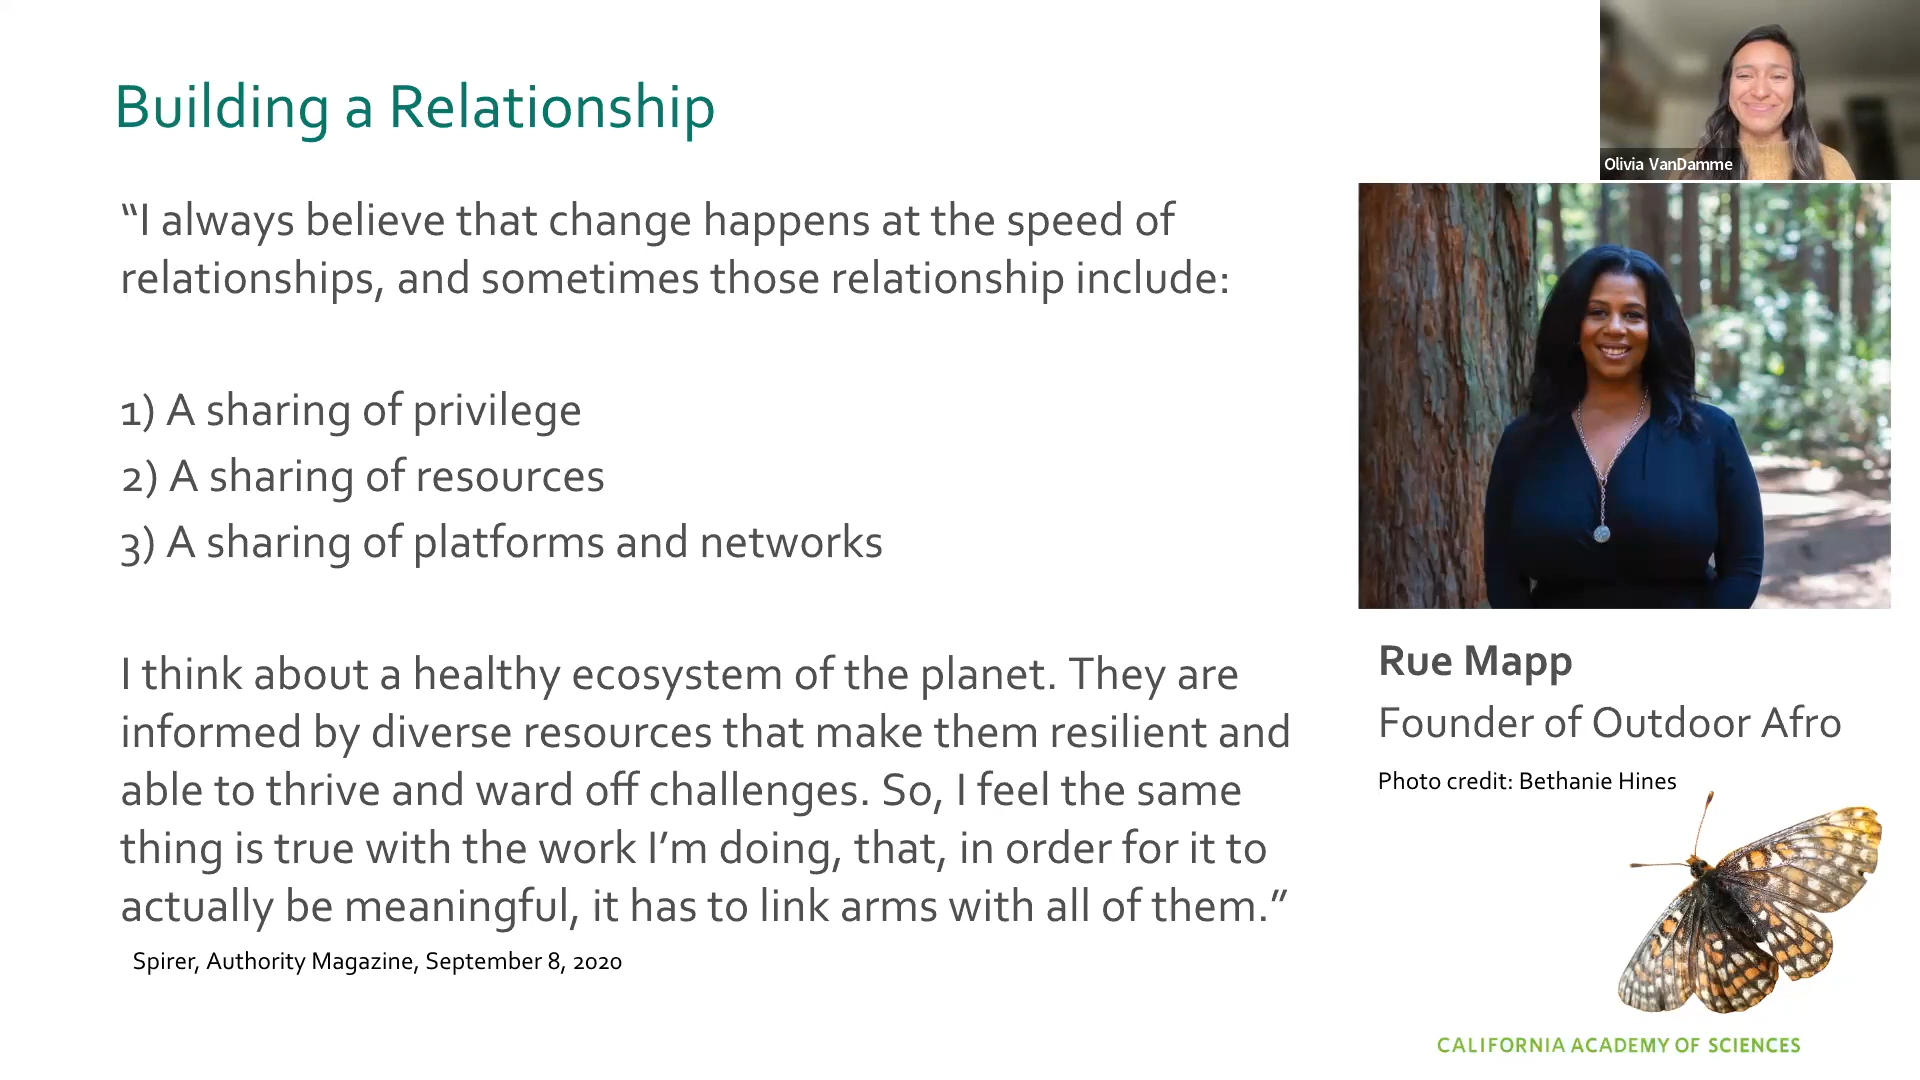 Building a Relationship
Olivia VanDamme
“I always believe that change happens at the speed of
relationships, and sometimes those relationship include:
1) A sharing of privilege
2) A sharing of resources
3) A sharing of platforms and networks
I think about a healthy ecosystem of the planet. They are
informed by diverse resources that make them resilient and
able to thrive and ward off challenges. So, I feel the same
thing is true with the work I’m doing, that, in order for it to
actually be meaningful, it has to link arms with all of them.”
Spirer, Authority Magazine, September 8, 2020
Rue Mapp
Founder of Outdoor Afro
Photo credit: Bethanie Hines
CALIFORNIA ACADEMY OF SCIENCES